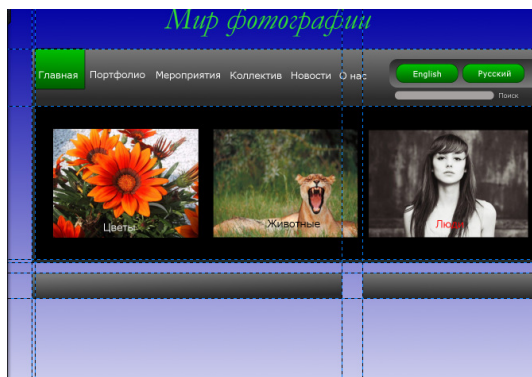 Мир фотографии
Главная Портфолио Мероприятия Коллектив Новости О нас
English Русский
Поиск
Цветы Животные Люди